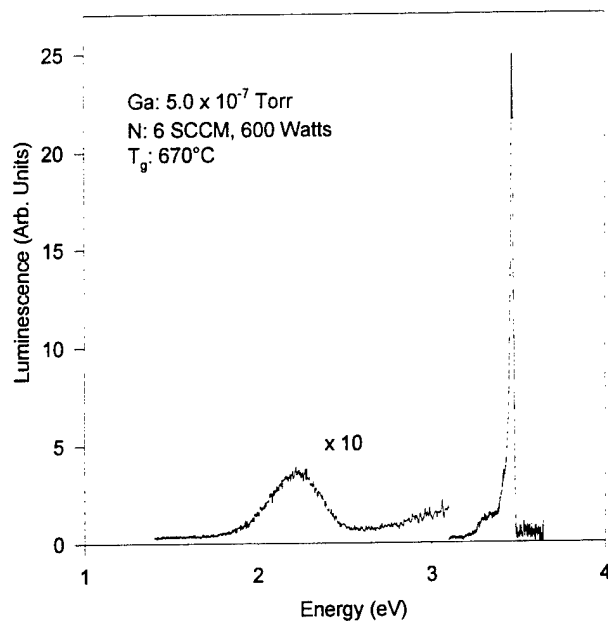 25
20
15
10
5
0
Luminescence (Arb. Units)
Ga: 5.0 x 10⁻⁷ Torr
N: 6 SCCM, 600 Watts
T_g: 670°C
x 10
1
2
3
4
Energy (eV)